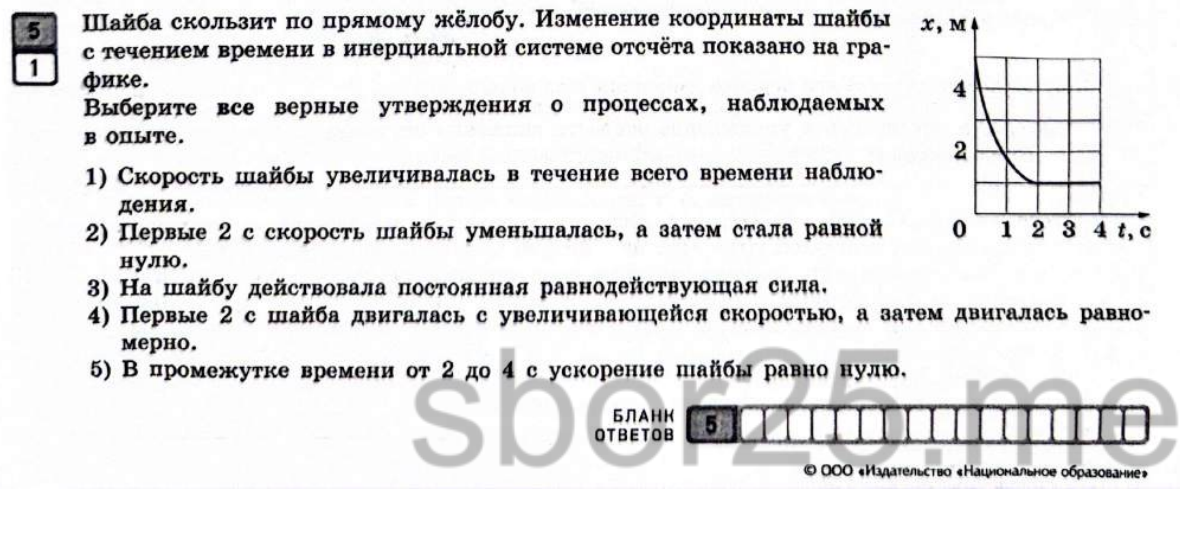 5
1
Шайба скользит по прямому жёлобу. Изменение координаты шайбы
с течением времени в инерциальной системе отсчёта показано на гра-
фике.
Выберите все верные утверждения о процессах, наблюдаемых
в опыте.
1) Скорость шайбы увеличивалась в течение всего времени наблю-
дения.
2) Первые 2 с скорость шайбы уменьшалась, а затем стала равной
нулю.
3) На шайбу действовала постоянная равнодействующая сила.
4) Первые 2 с шайба двигалась с увеличивающейся скоростью, а затем двигалась равно-
мерно.
5) В промежутке времени от 2 до 4 с ускорение шайбы равно нулю.
x, м
4
2
0 1 2 3 4 t, с
БЛАНК
ОТВЕТОВ
5
sbor25.me
© ООО «Издательство «Национальное образование»